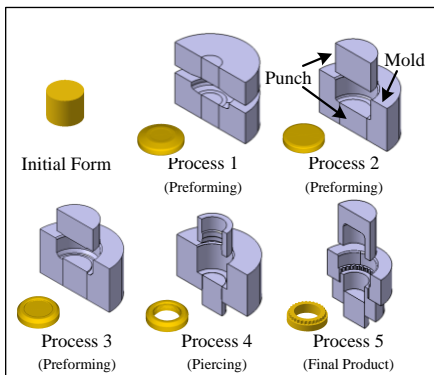 Punch
Mold
Initial Form
Process 1
(Preforming)
Process 2
(Preforming)
Process 3
(Preforming)
Process 4
(Piercing)
Process 5
(Final Product)